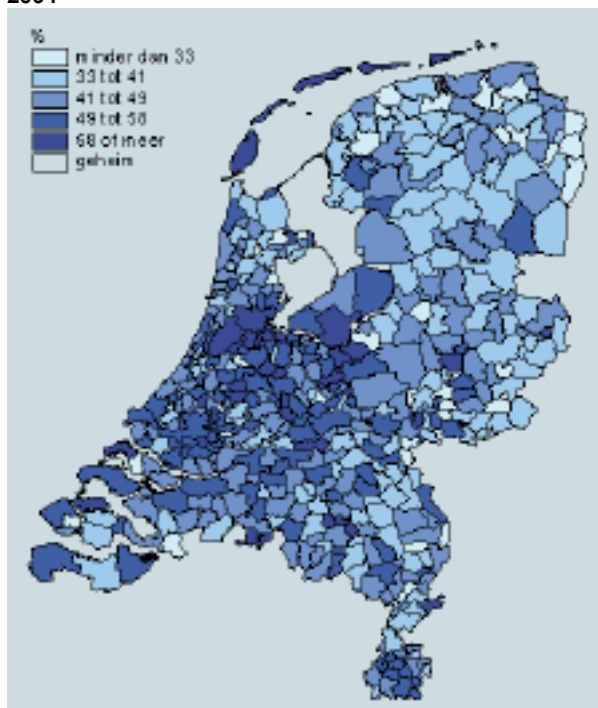 %
minder dan 33
33 tot 41
41 tot 49
49 tot 58
58 of meer
geheim